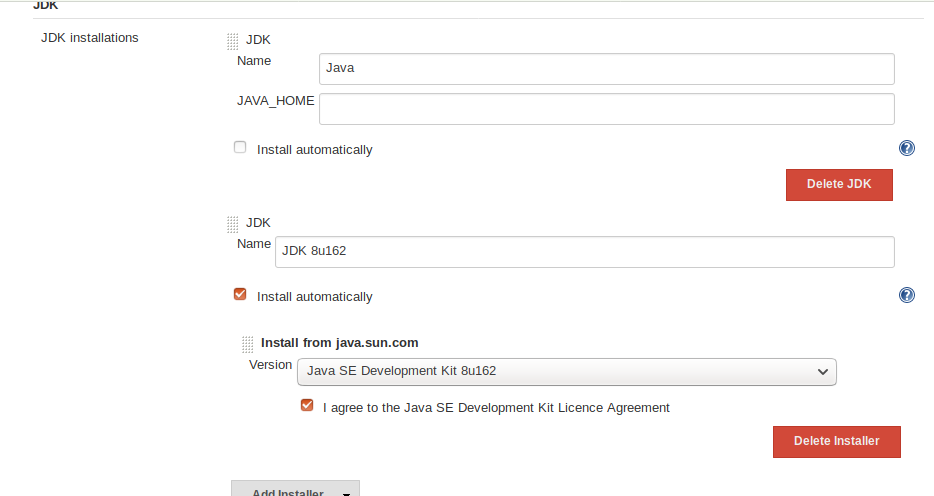 JDK
JDK installations
JDK
Name
Java
JAVA_HOME
Install automatically
?
Delete JDK
JDK
Name
JDK 8u162
Install automatically
?
Install from java.sun.com
Version
Java SE Development Kit 8u162
I agree to the Java SE Development Kit Licence Agreement
Delete Installer
Add Installer